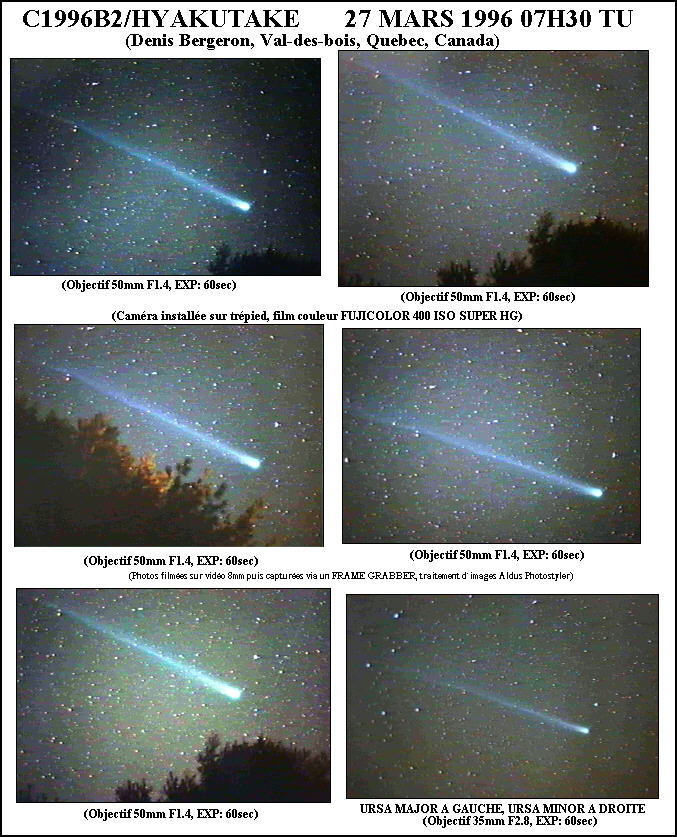 C1996B2/HYAKUTAKE 27 MARS 1996 07H30 TU
(Denis Bergeron, Val-des-bois, Quebec, Canada)
(Objectif 50mm F1.4, EXP: 60sec)
(Objectif 50mm F1.4, EXP: 60sec)
(Caméra installée sur trépied, film couleur FUJICOLOR 400 ISO SUPER HG)
(Objectif 50mm F1.4, EXP: 60sec)
(Objectif 50mm F1.4, EXP: 60sec)
(Photos filmées sur vidéo 8mm puis capturées via un FRAME GRABBER, traitement d'images Aldus Photostyler)
(Objectif 50mm F1.4, EXP: 60sec)
URSA MAJOR A GAUCHE, URSA MINOR A DROITE
(Objectif 35mm F2.8, EXP: 60sec)